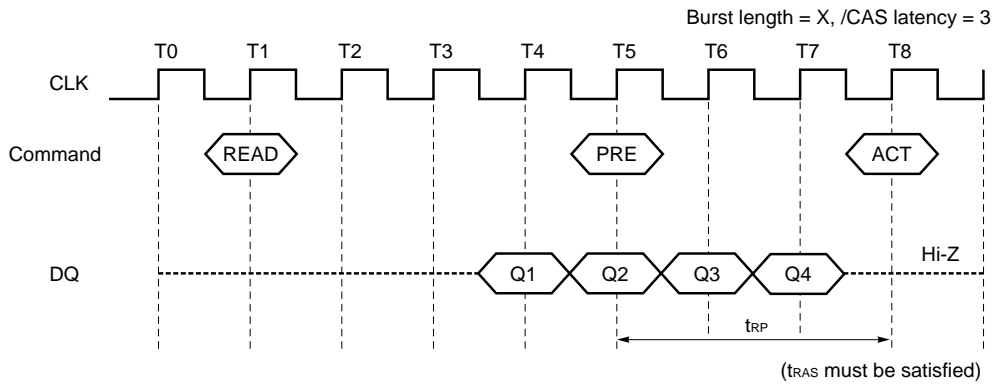 Burst length = X, /CAS latency = 3
T0 T1 T2 T3 T4 T5 T6 T7 T8
CLK
Command READ PRE ACT
DQ Q1 Q2 Q3 Q4 Hi-Z
tRP
(tRAS must be satisfied)